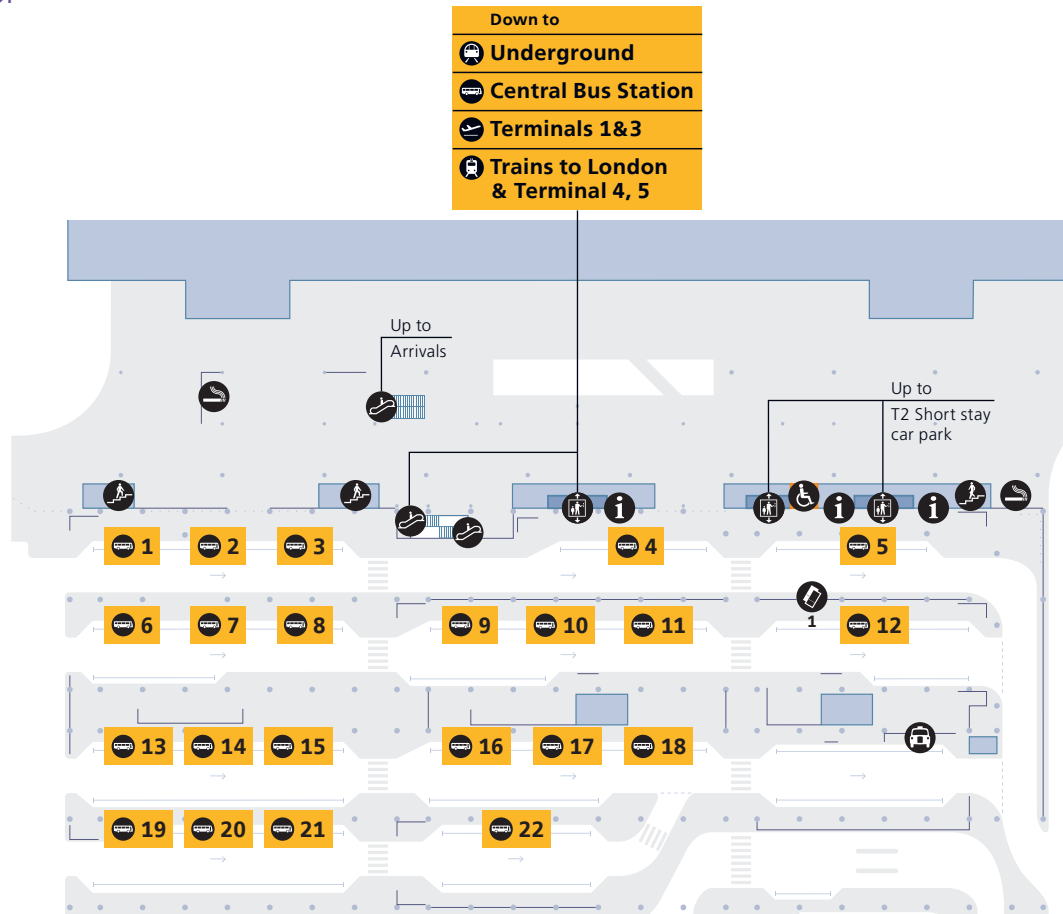 Down to
Underground
Central Bus Station
Terminals 1&3
Trains to London
& Terminal 4, 5
Up to
Arrivals
Up to
T2 Short stay
car park
i
i
i
1
2
3
4
5
1
6
7
8
9
10
11
12
13
14
15
16
17
18
19
20
21
22